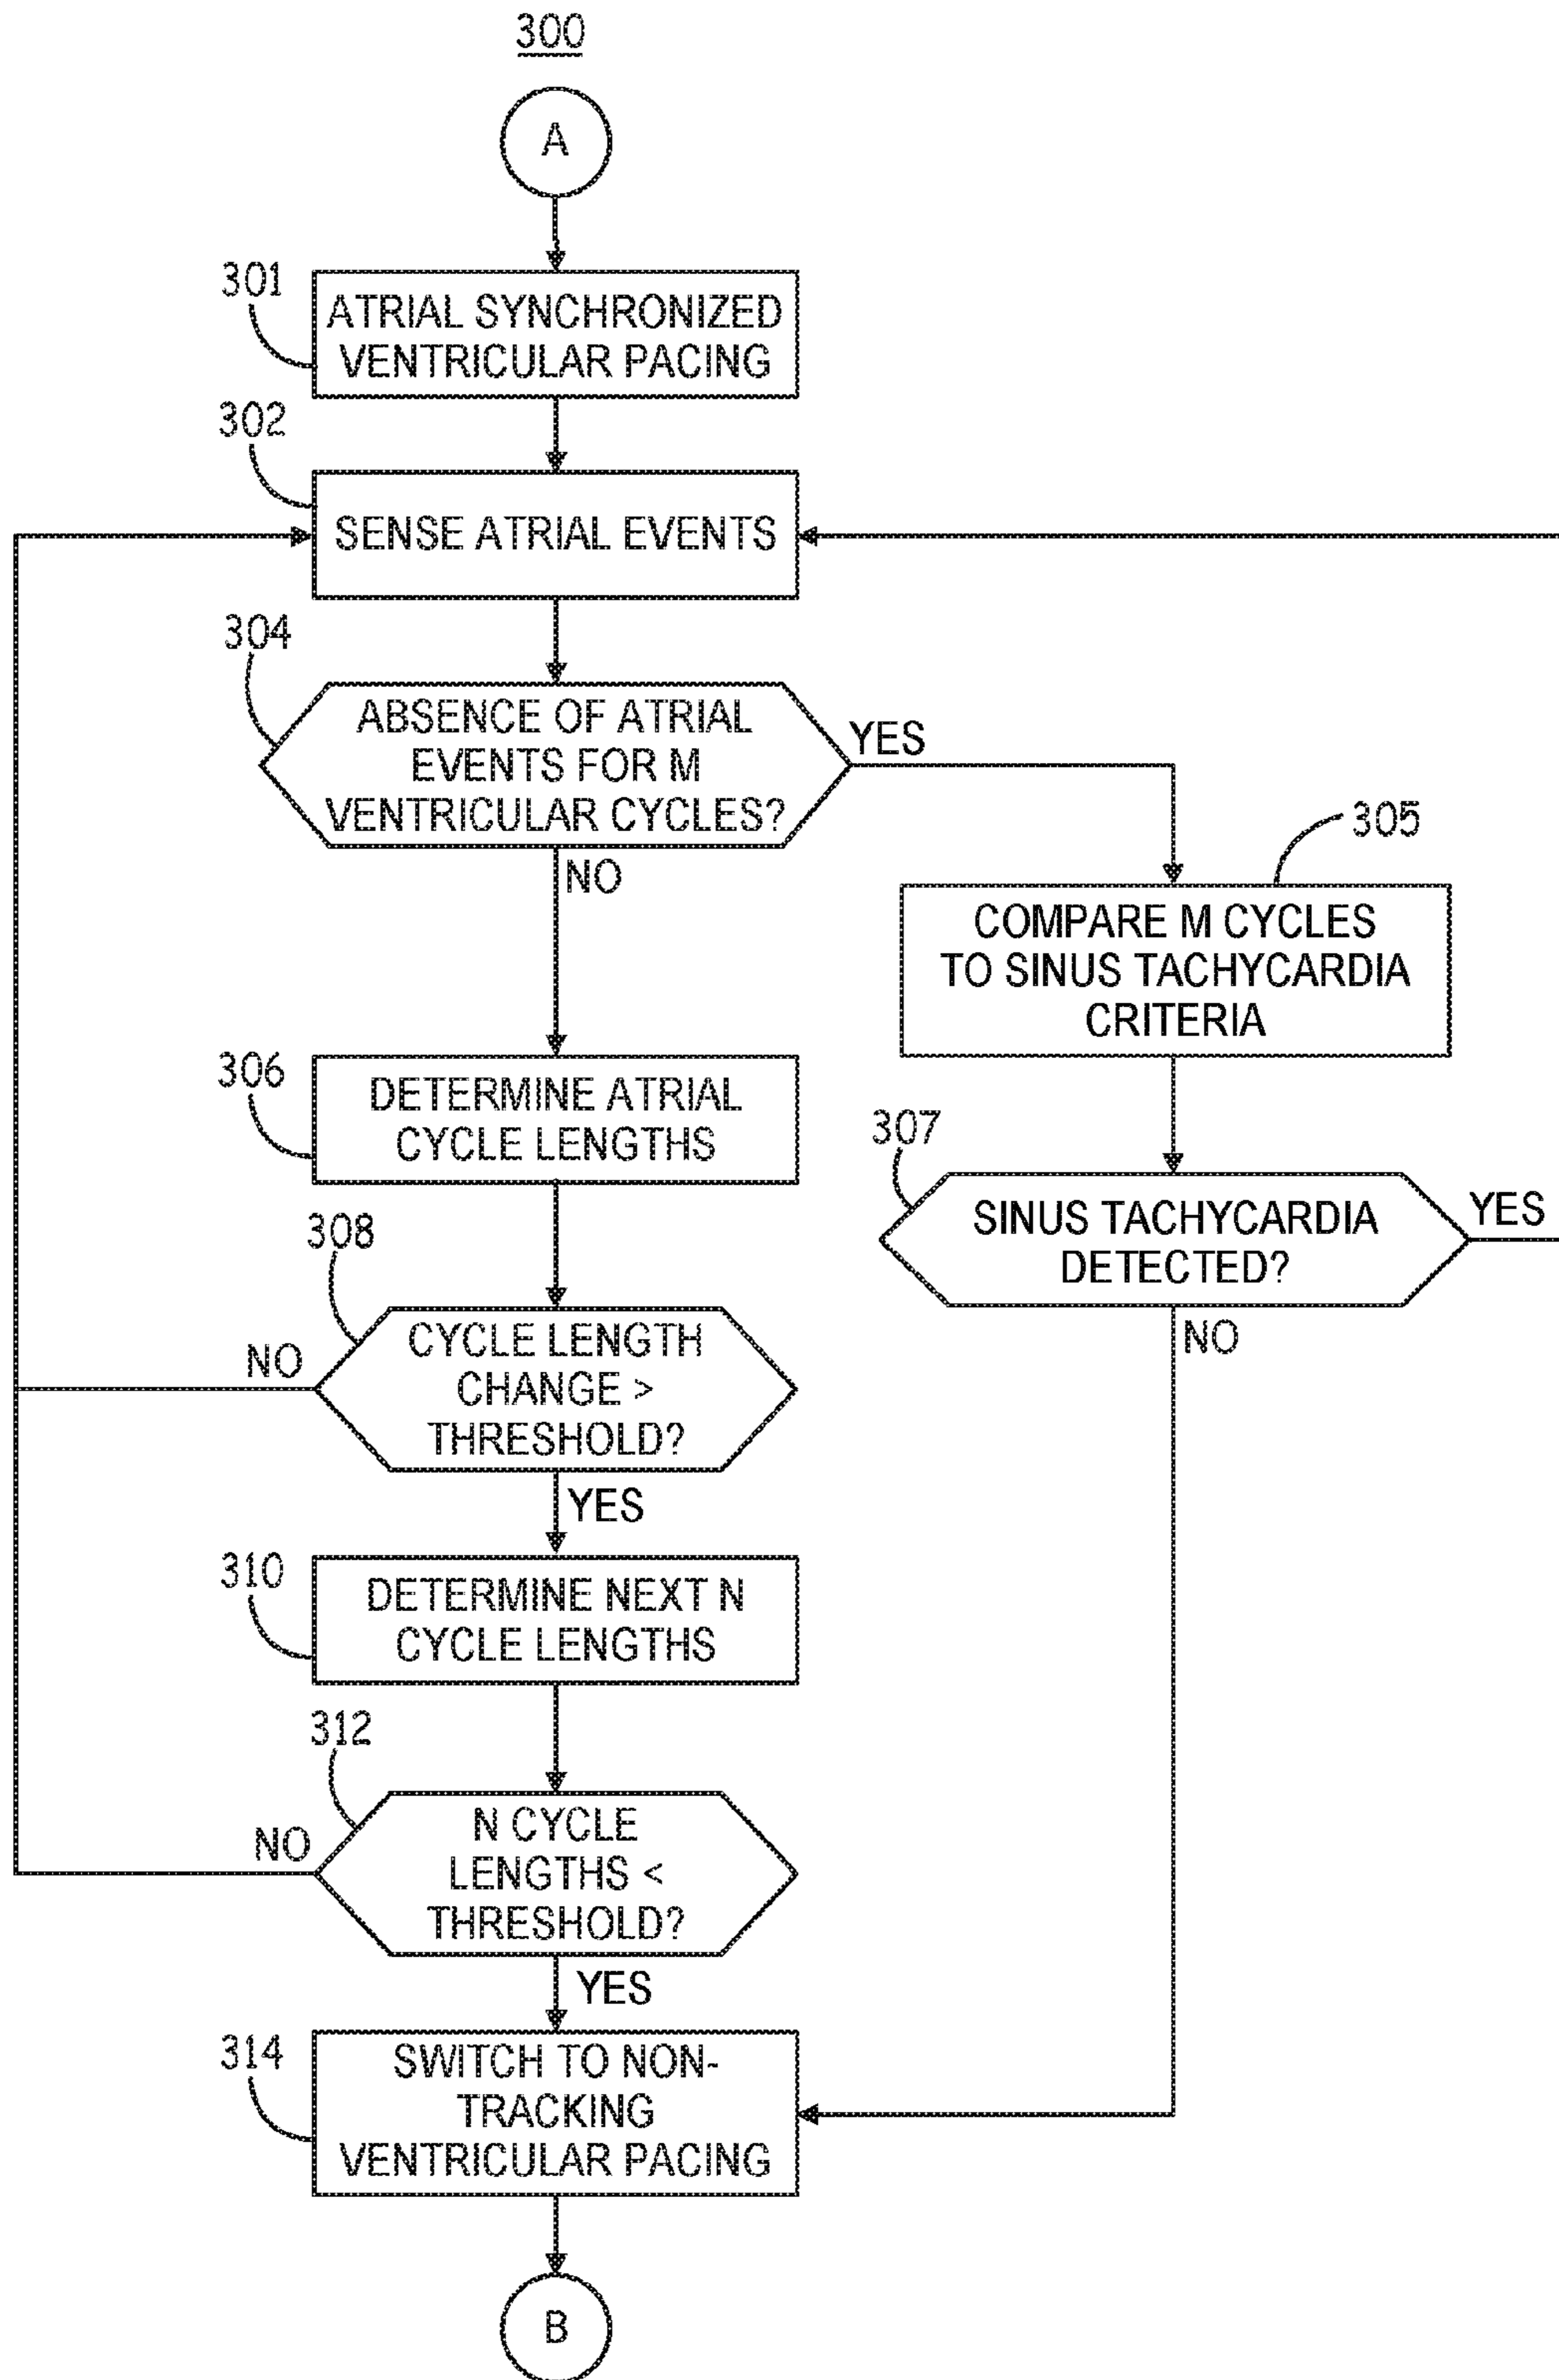 300
A
301
ATRIAL SYNCHRONIZED
VENTRICULAR PACING
302
SENSE ATRIAL EVENTS
304
ABSENCE OF ATRIAL
EVENTS FOR M
VENTRICULAR CYCLES?
YES
NO
305
COMPARE M CYCLES
TO SINUS TACHYCARDIA
CRITERIA
306
DETERMINE ATRIAL
CYCLE LENGTHS
307
SINUS TACHYCARDIA
DETECTED?
YES
NO
308
CYCLE LENGTH
CHANGE >
THRESHOLD?
NO
YES
310
DETERMINE NEXT N
CYCLE LENGTHS
312
N CYCLE
LENGTHS <
THRESHOLD?
NO
YES
314
SWITCH TO NON-
TRACKING
VENTRICULAR PACING
B